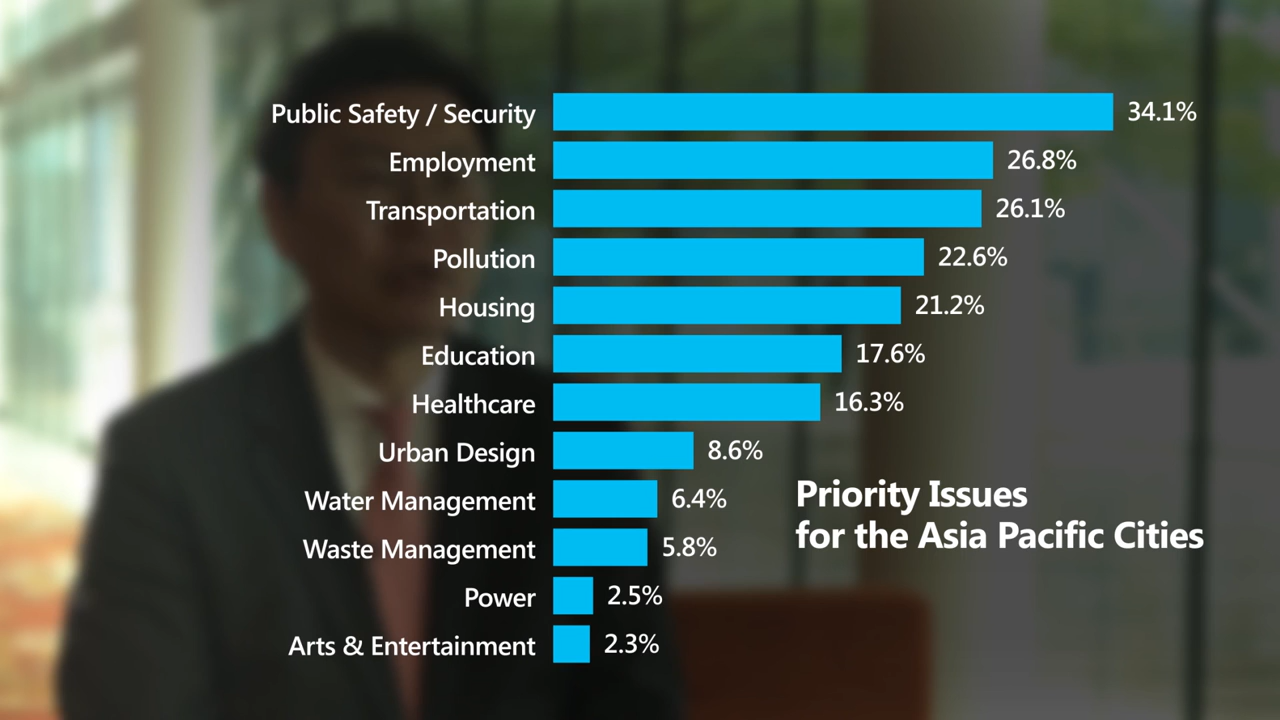 Public Safety / Security 34.1%
Employment 26.8%
Transportation 26.1%
Pollution 22.6%
Housing 21.2%
Education 17.6%
Healthcare 16.3%
Urban Design 8.6%
Water Management 6.4%
Waste Management 5.8%
Power 2.5%
Arts & Entertainment 2.3%
Priority Issues
for the Asia Pacific Cities